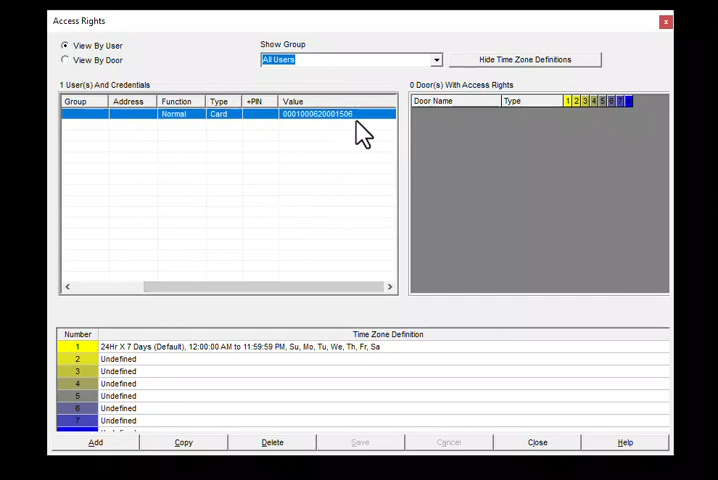 Access Rights
x
View By User
View By Door
Show Group
All Users
Hide Time Zone Definitions
1 User(s) And Credentials
Group Address Function Type +PIN Value
Normal Card 0001000620001506
0 Door(s) With Access Rights
Door Name Type 1 2 3 4 5 6 7
Number Time Zone Definition
1 24Hr X 7 Days (Default), 12:00:00 AM to 11:59:59 PM, Su, Mo, Tu, We, Th, Fr, Sa
2 Undefined
3 Undefined
4 Undefined
5 Undefined
6 Undefined
7 Undefined
Add Copy Delete Save Cancel Close Help